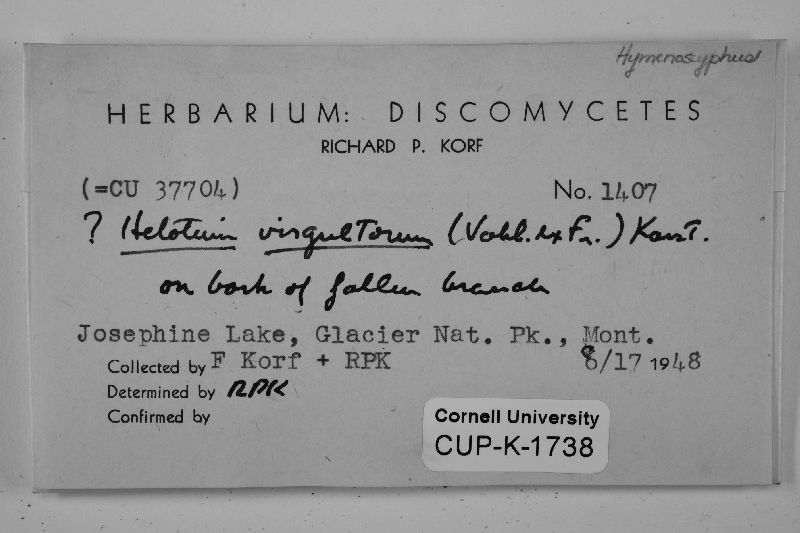 Hymenoscyphus
HERBARIUM: DISCOMYCETES
RICHARD P. KORF
(=CU 37704) No. 1407
? Helotium virgultorum (Vahl. ex Fr.) Karst.
on bark of fallen branch
Josephine Lake, Glacier Nat. Pk., Mont.
Collected by F Korf + RPK 8/17 1948
Determined by RPK
Confirmed by
Cornell University
CUP-K-1738